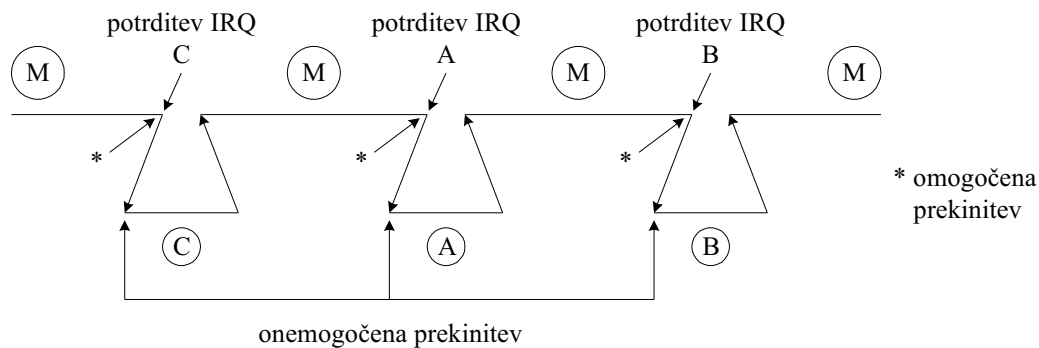 potrditev IRQ potrditev IRQ potrditev IRQ
M C M A M B M
* * *
* omogočena
prekinitev
C A B
onemogočena prekinitev